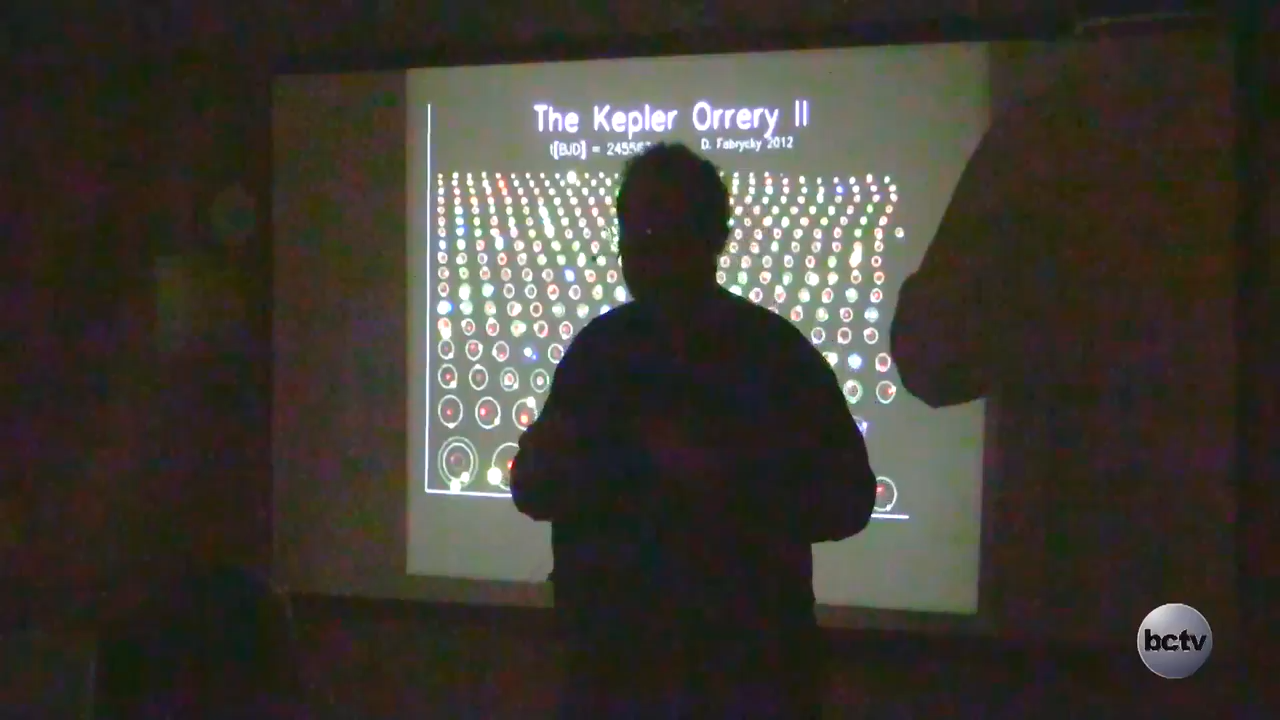 The Kepler Orrery II
t[BJD] = 24556
D. Fabrycky 2012
bctv